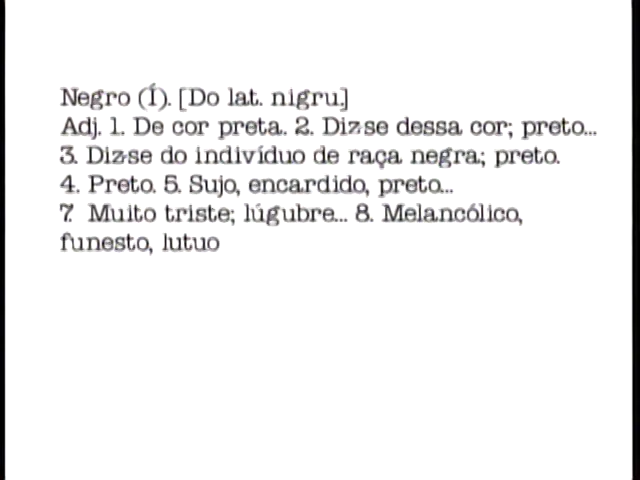 Negro (Í). [Do lat. nigru]
Adj. 1. De cor preta. 2. Diz-se dessa cor; preto...
3. Diz-se do indivíduo de raça negra; preto.
4. Preto. 5. Sujo, encardido, preto...
7. Muito triste; lúgubre... 8. Melancólico,
funesto, lutuo